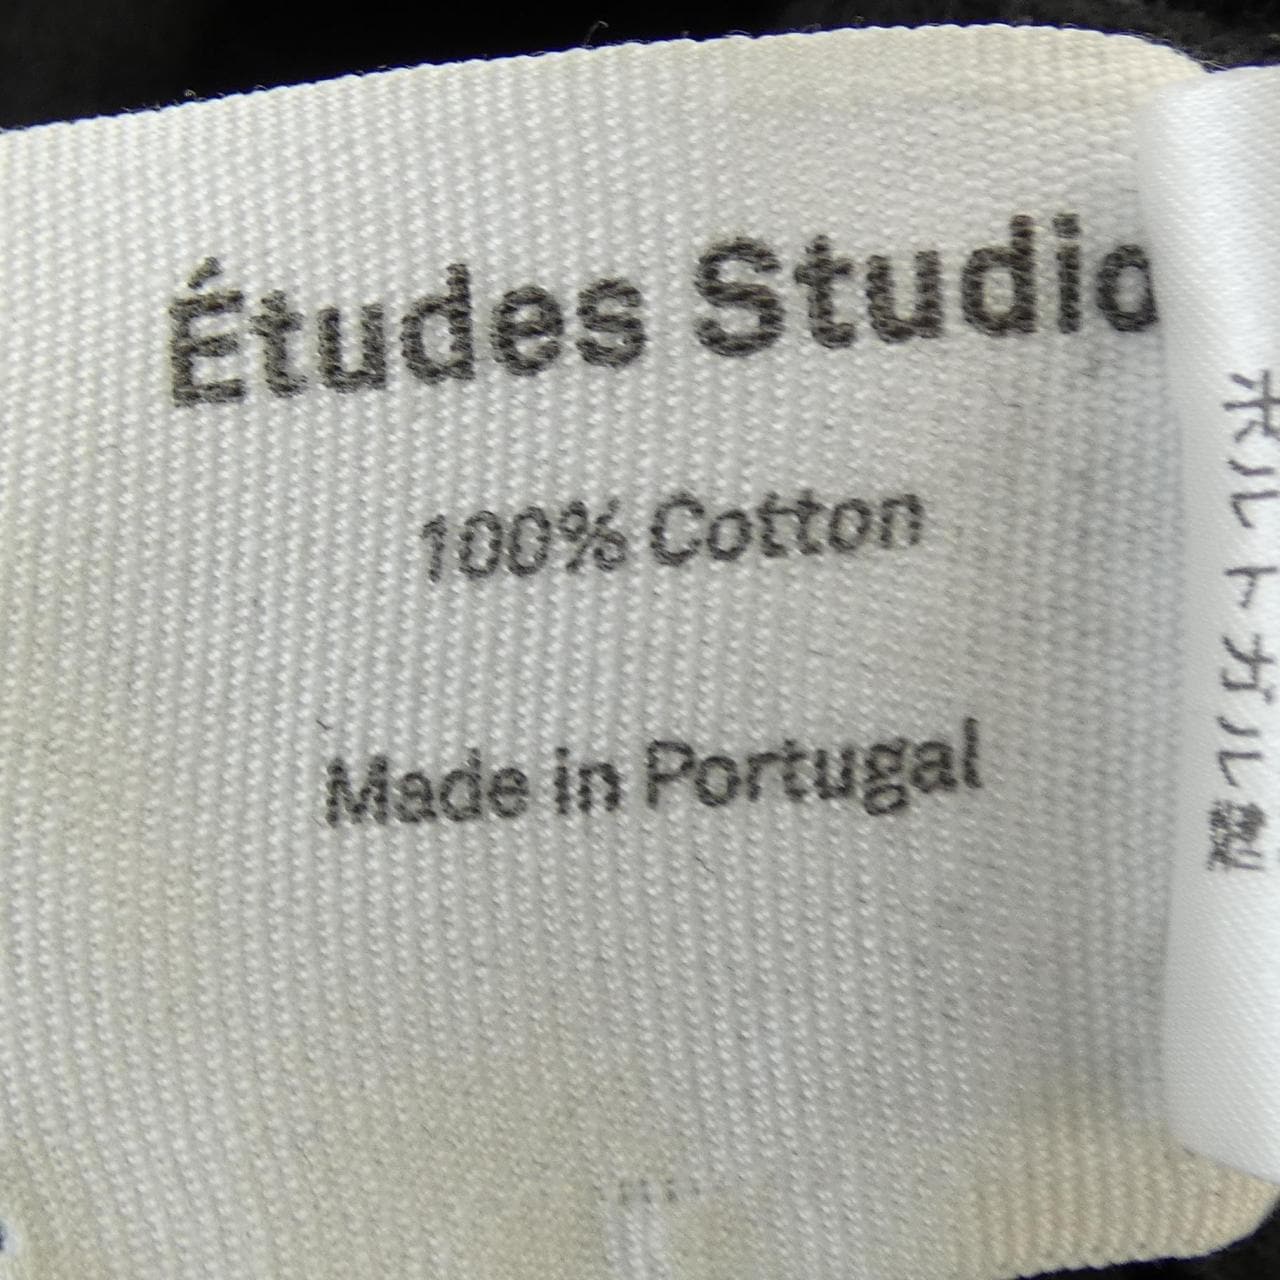 Études Studio
100% Cotton
Made in Portugal
ポルトガル製